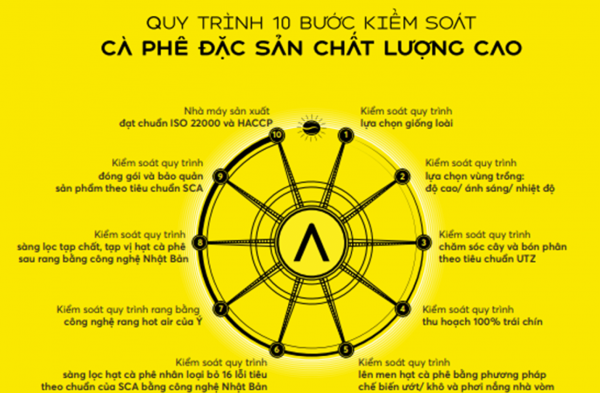 QUY TRÌNH 10 BƯỚC KIỂM SOÁT
CÀ PHÊ ĐẶC SẢN CHẤT LƯỢNG CAO
1
Kiểm soát quy trình
lựa chọn giống loài
2
Kiểm soát quy trình
lựa chọn vùng trồng:
độ cao/ ánh sáng/ nhiệt độ
3
Kiểm soát quy trình
chăm sóc cây và bón phân
theo tiêu chuẩn UTZ
4
Kiểm soát quy trình
thu hoạch 100% trái chín
5
Kiểm soát quy trình
lên men hạt cà phê bằng phương pháp
chế biến ướt/ khô và phơi nắng nhà vòm
6
Kiểm soát quy trình
sàng lọc hạt cà phê nhân loại bỏ 16 lỗi tiêu
theo chuẩn của SCA bằng công nghệ Nhật Bản
7
Kiểm soát quy trình rang bằng
công nghệ rang hot air của Ý
8
Kiểm soát quy trình
sàng lọc tạp chất, tạp vị hạt cà phê
sau rang bằng công nghệ Nhật Bản
9
Kiểm soát quy trình
đóng gói và bảo quản
sản phẩm theo tiêu chuẩn SCA
10
Nhà máy sản xuất
đạt chuẩn ISO 22000 và HACCP